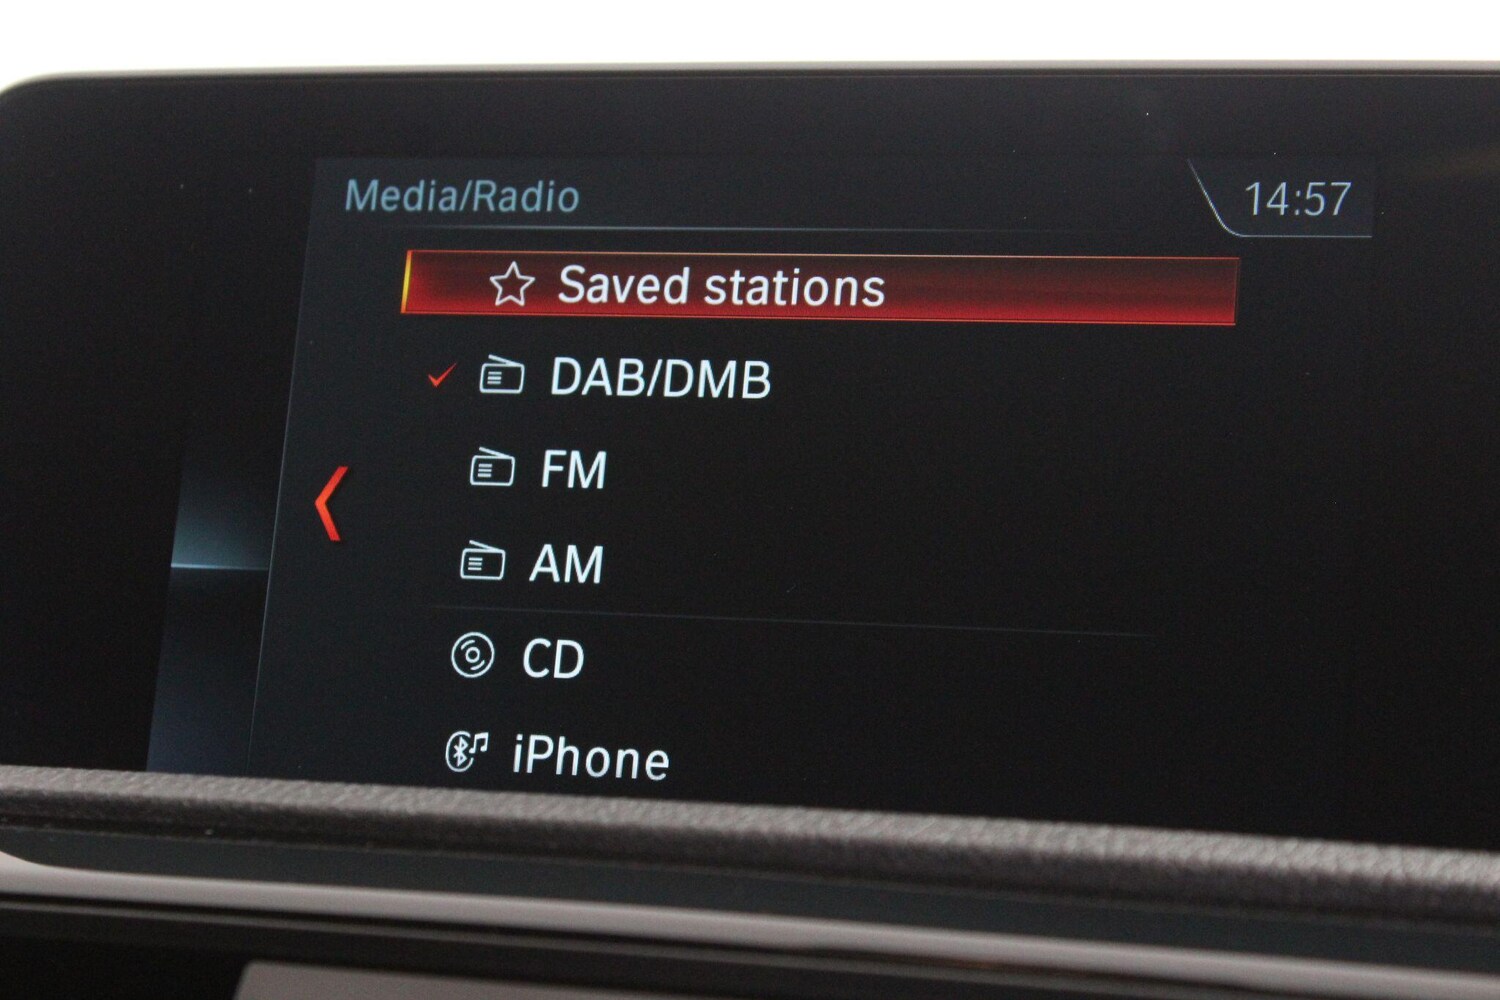 Media/Radio
14:57
Saved stations
DAB/DMB
FM
AM
CD
iPhone